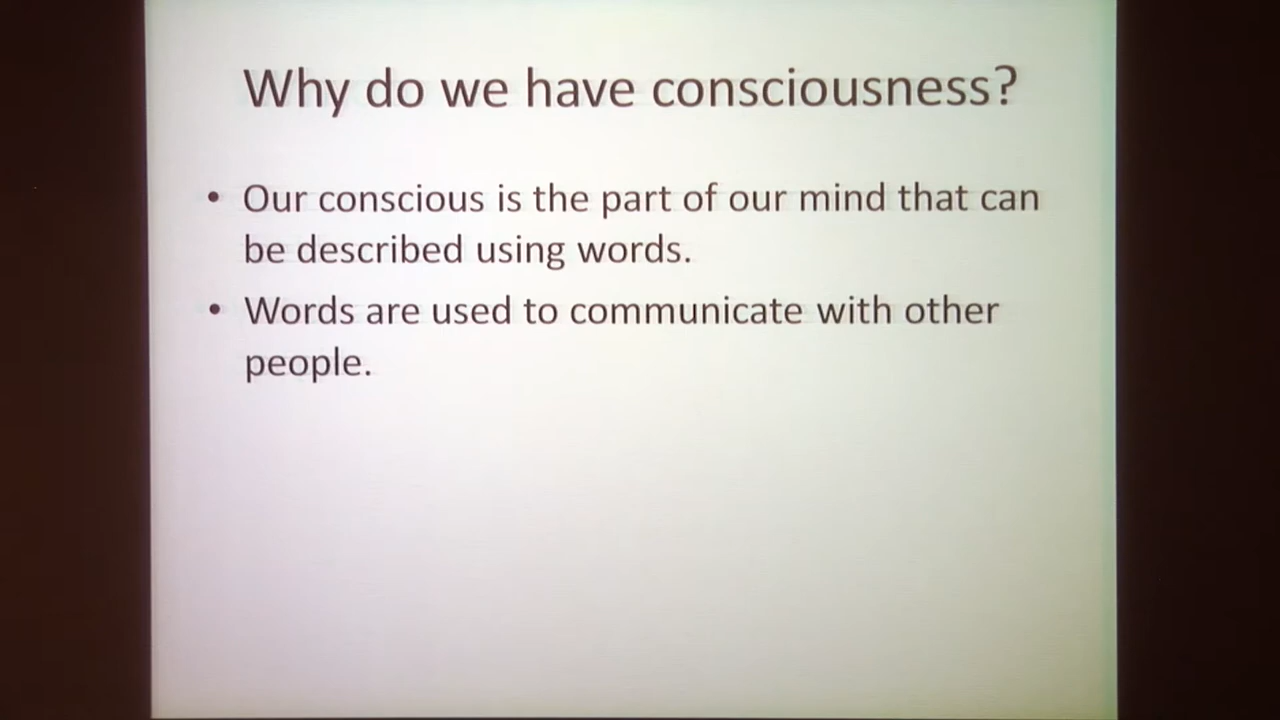 Why do we have consciousness?
• Our conscious is the part of our mind that can
be described using words.
• Words are used to communicate with other
people.